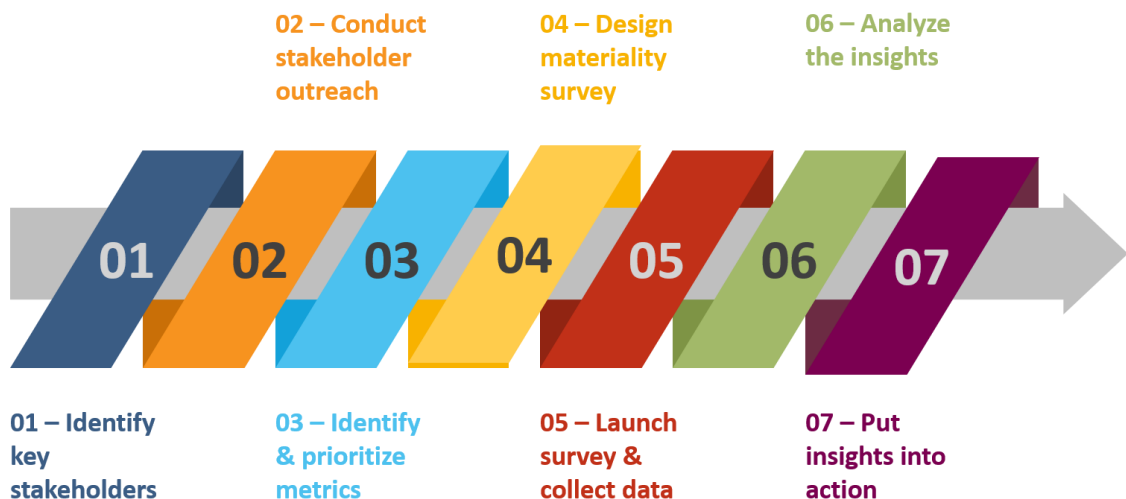 02 – Conduct
stakeholder
outreach
04 – Design
materiality
survey
06 – Analyze
the insights
01
02
03
04
05
06
07
01 – Identify
key
stakeholders
03 – Identify
& prioritize
metrics
05 – Launch
survey &
collect data
07 – Put
insights into
action